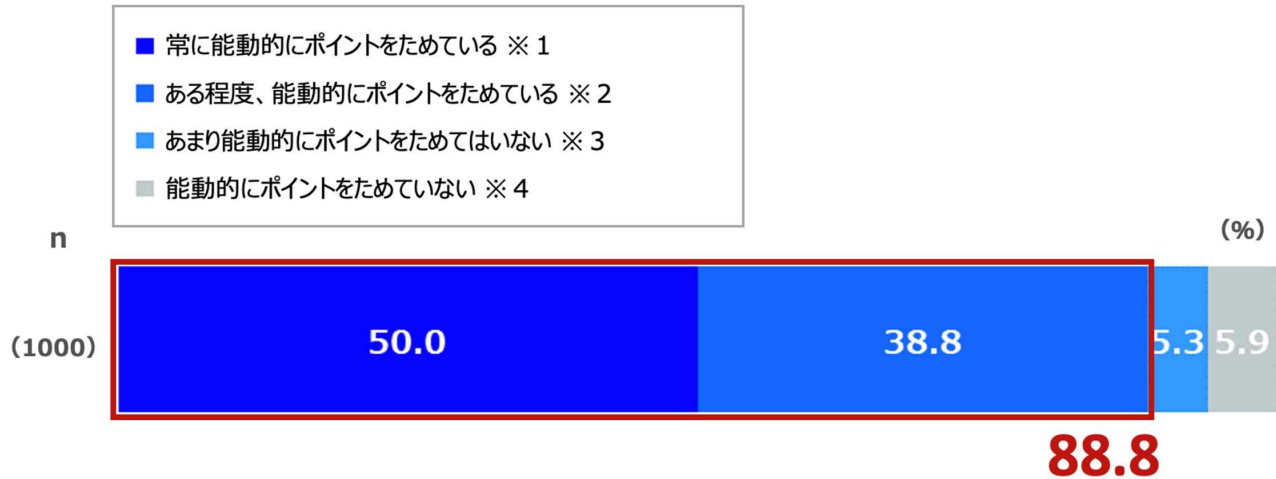 常に能動的にポイントをためている ※１
ある程度、能動的にポイントをためている ※２
あまり能動的にポイントをためてはいない ※３
能動的にポイントをためていない ※４
n
(%)
(1000)
50.0
38.8
5.3
5.9
88.8